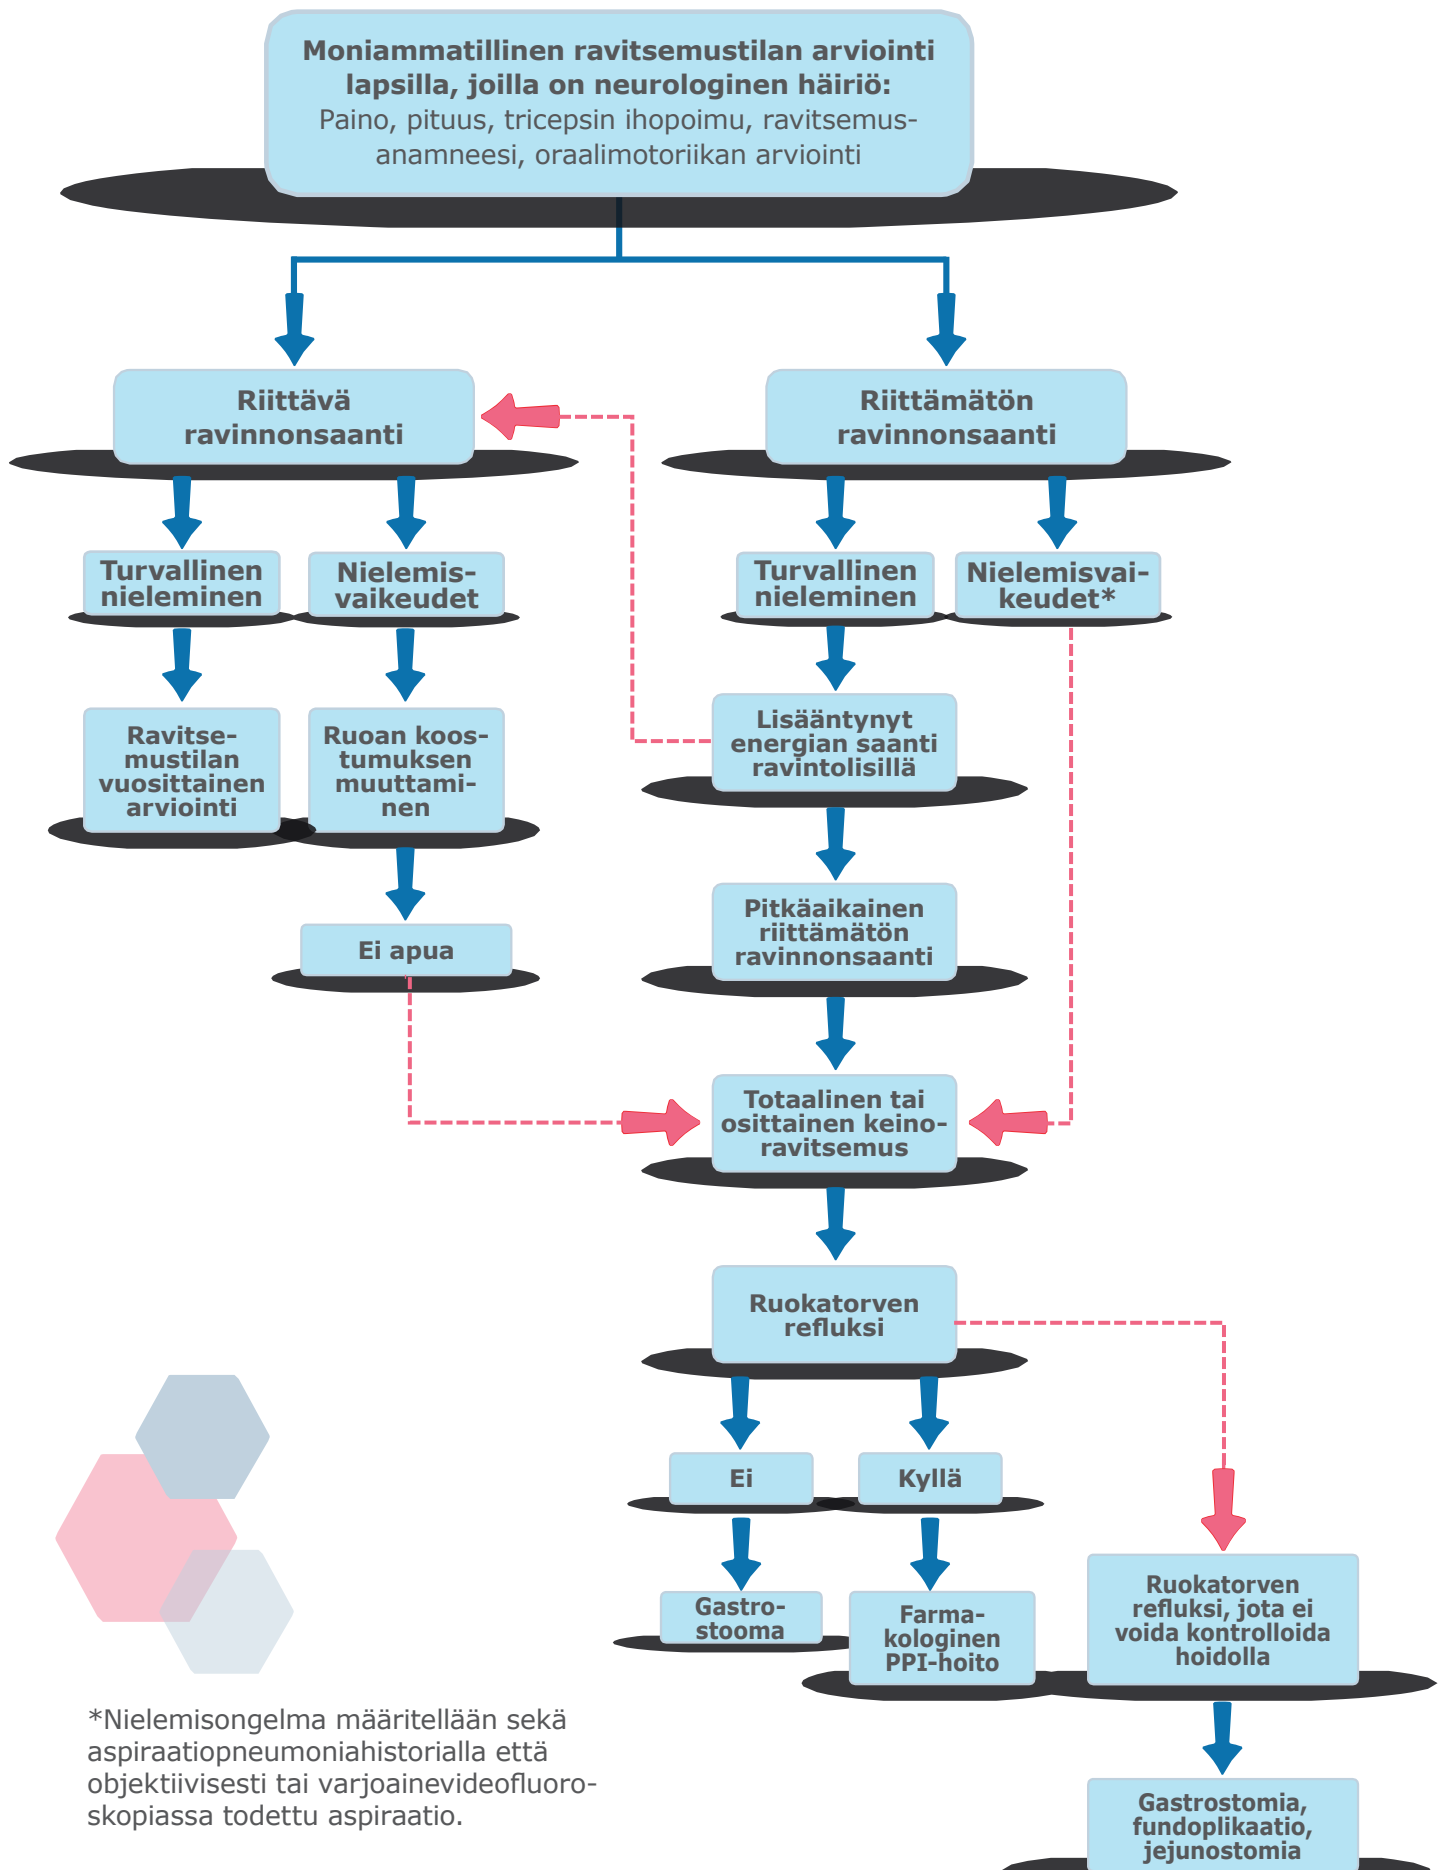 Moniammatillinen ravitsemustilan arviointi
lapsilla, joilla on neurologinen häiriö:
Paino, pituus, tricepsin ihopoimu, ravitsemus-
anamneesi, oraalimotoriikan arviointi
Riittävä
ravinnonsaanti
Riittämätön
ravinnonsaanti
Turvallinen
nieleminen
Nielemis-
vaikeudet
Turvallinen
nieleminen
Nielemisvai-
keudet*
Ravitse-
mustilan
vuosittainen
arviointi
Ruoan koos-
tumuksen
muuttami-
nen
Lisääntynyt
energian saanti
ravintolisillä
Ei apua
Pitkäaikainen
riittämätön
ravinnonsaanti
Totaalinen tai
osittainen keino-
ravitsemus
Ruokatorven
refluksi
Ei
Kyllä
Gastro-
stooma
Farma-
kologinen
PPI-hoito
Ruokatorven
refluksi, jota ei
voida kontrolloida
hoidolla
Gastrostomia,
fundoplikaatio,
jejunostomia
*Nielemisongelma määritellään sekä
aspiraatiopneumoniahistorialla että
objektiivisesti tai varjoainevideofluoro-
skopiassa todettu aspiraatio.